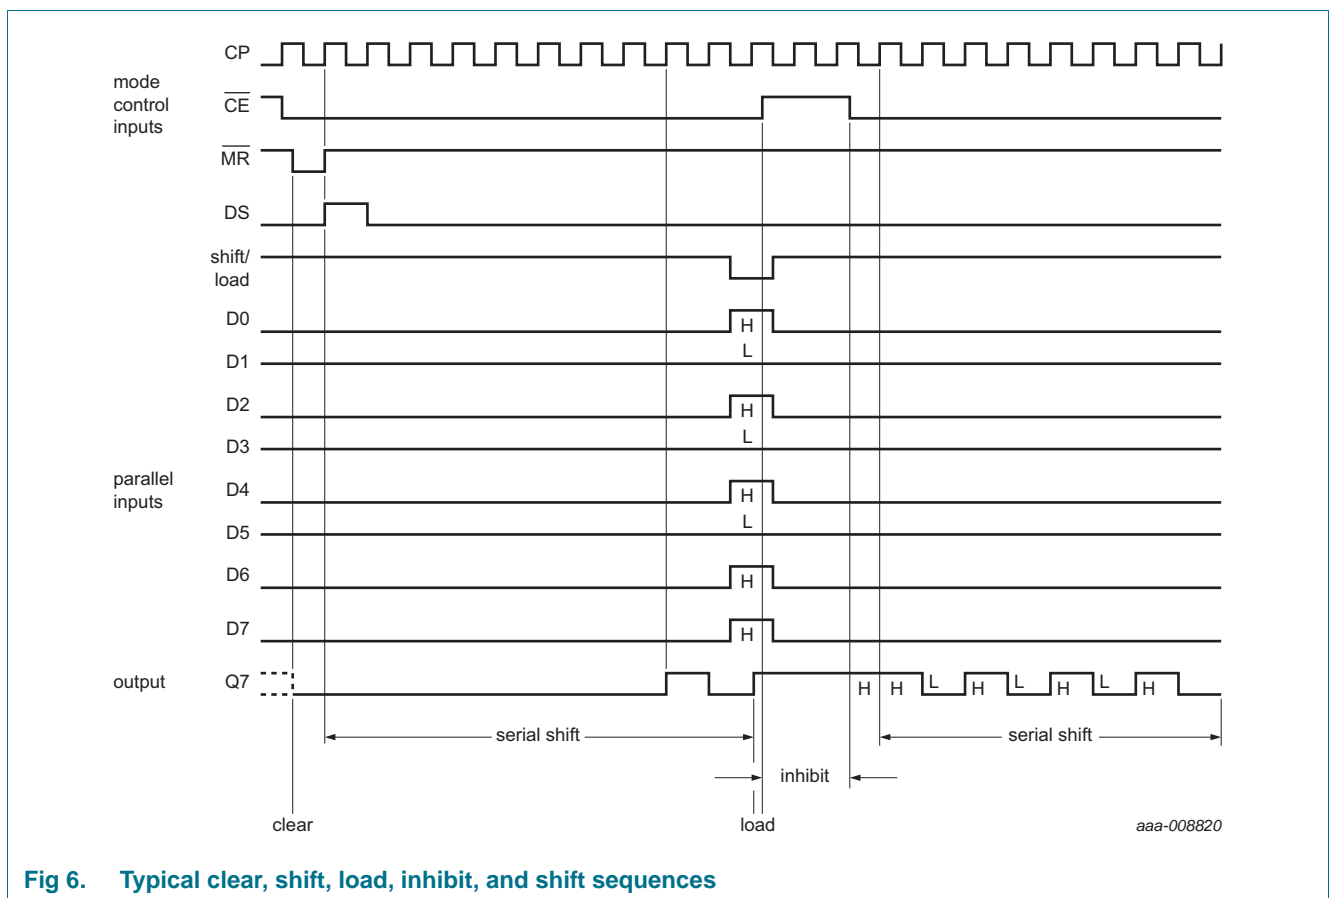 CP
mode
control
inputs
CE
MR
DS
shift/
load
D0
H
L
D1
D2
H
L
D3
parallel
inputs
D4
H
L
D5
D6
H
D7
H
output
Q7
H H L H L H L H
serial shift
serial shift
inhibit
clear
load
aaa-008820
Fig 6. Typical clear, shift, load, inhibit, and shift sequences